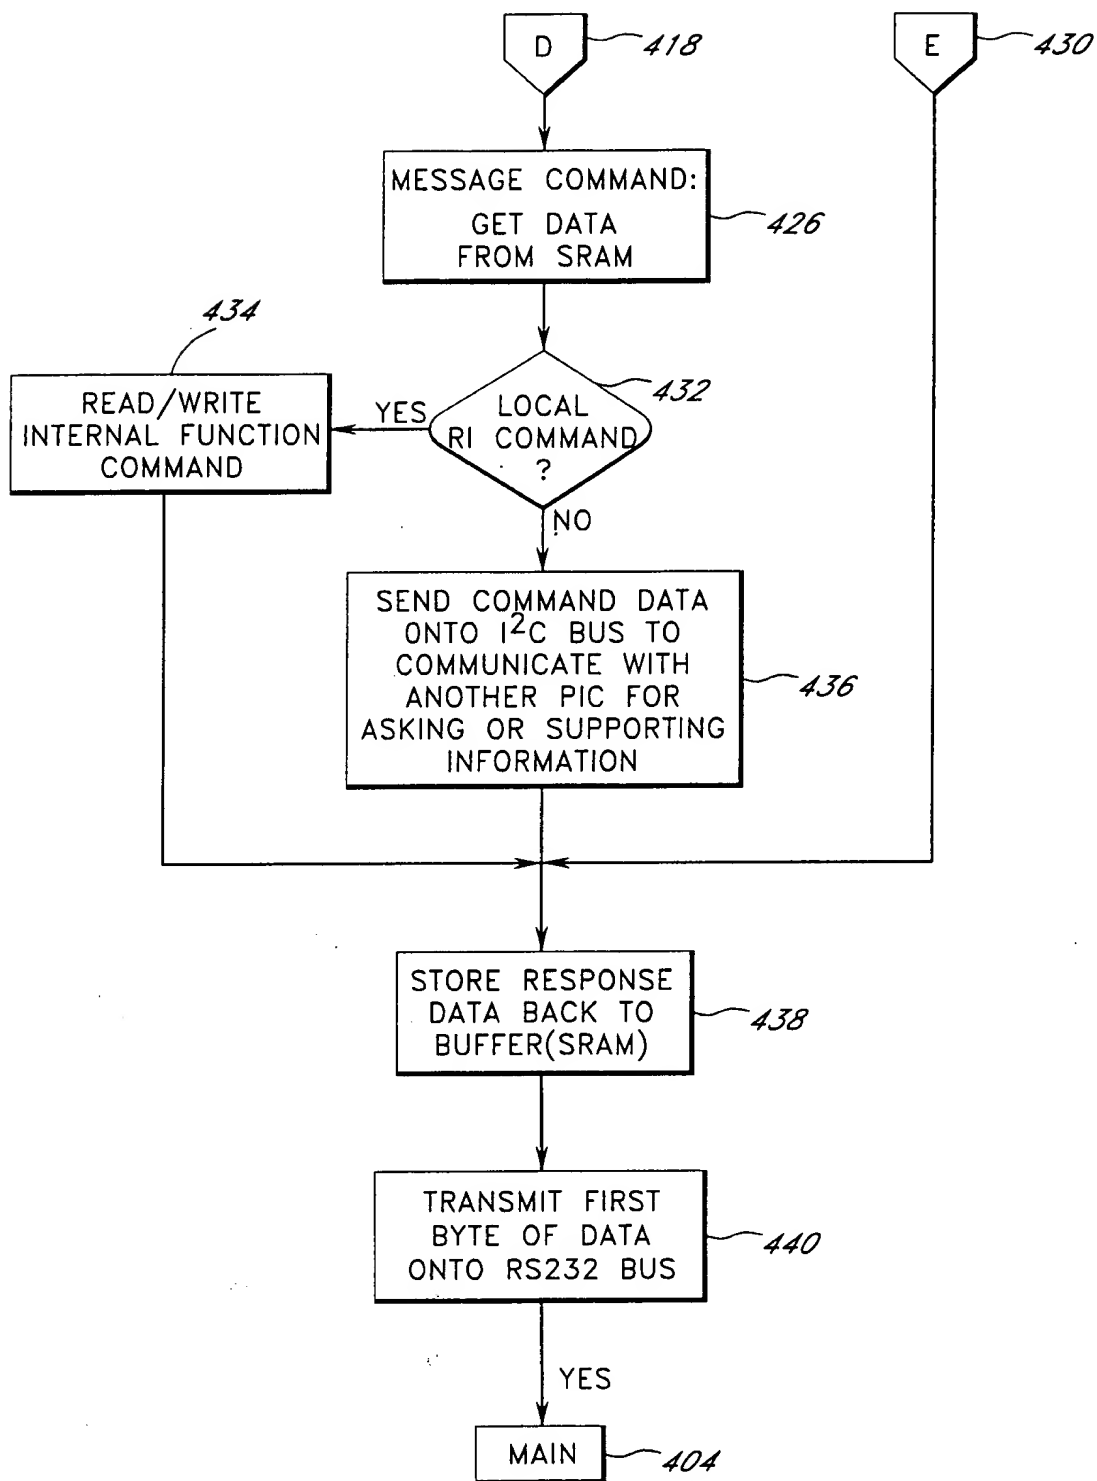 D
418
E
430
MESSAGE COMMAND:
GET DATA
FROM SRAM
426
434
READ/WRITE
INTERNAL FUNCTION
COMMAND
YES
LOCAL
RI COMMAND
?
432
NO
SEND COMMAND DATA
ONTO I²C BUS TO
COMMUNICATE WITH
ANOTHER PIC FOR
ASKING OR SUPPORTING
INFORMATION
436
STORE RESPONSE
DATA BACK TO
BUFFER(SRAM)
438
TRANSMIT FIRST
BYTE OF DATA
ONTO RS232 BUS
440
YES
MAIN
404